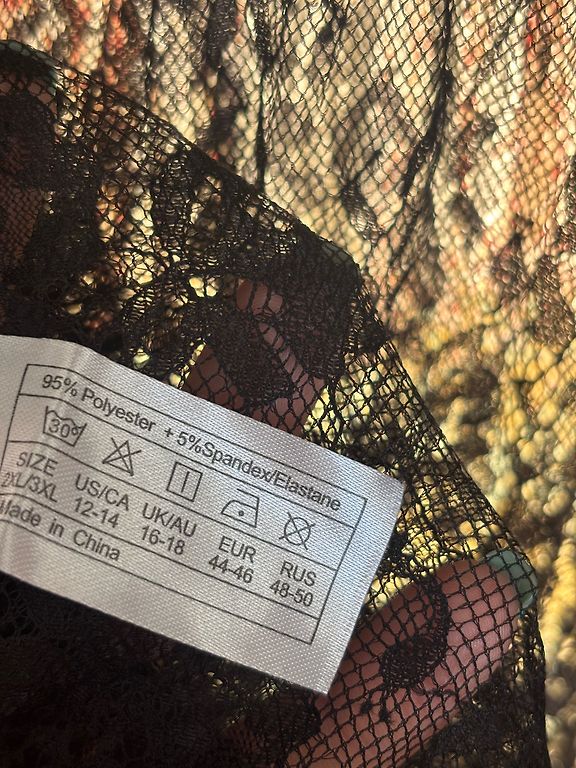 95% Polyester + 5%Spandex/Elastane
30°
SIZE US/CA UK/AU EUR RUS
2XL/3XL 12-14 16-18 44-46 48-50
Made in China